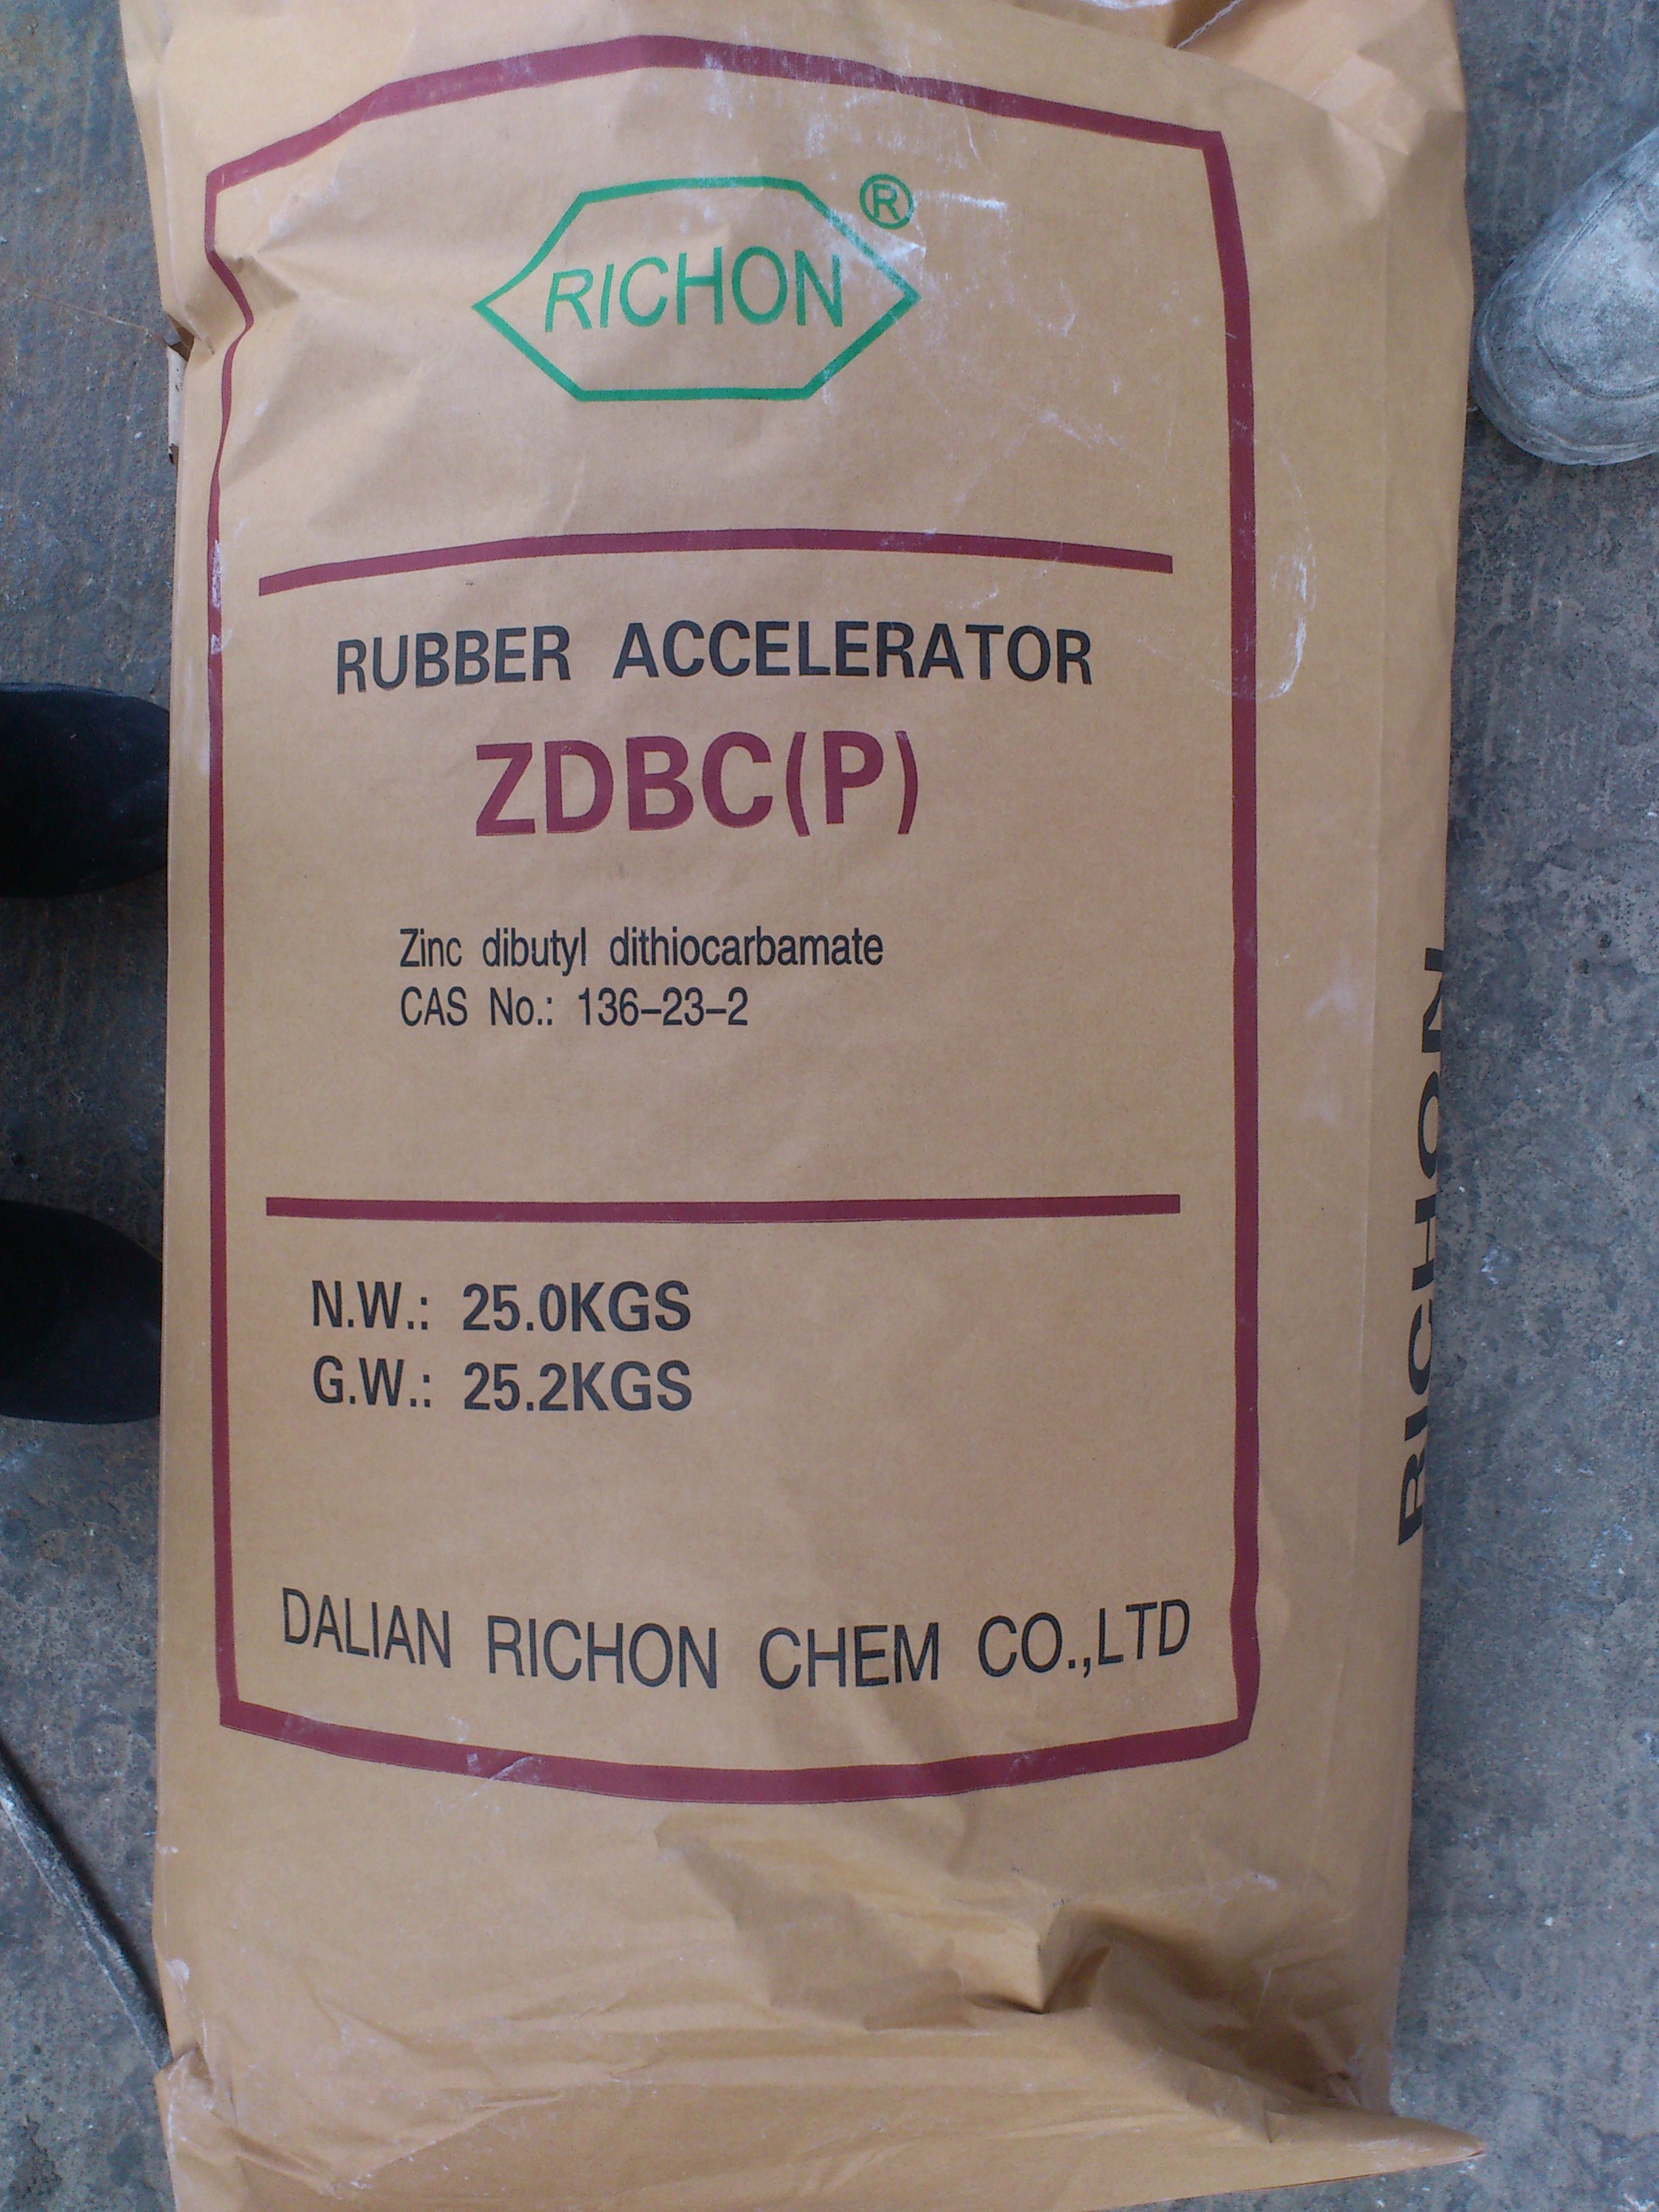 RICHON ®
RUBBER ACCELERATOR
ZDBC(P)
Zinc dibutyl dithiocarbamate
CAS No.: 136-23-2
N.W.: 25.0KGS
G.W.: 25.2KGS
DALIAN RICHON CHEM CO.,LTD
RICHON